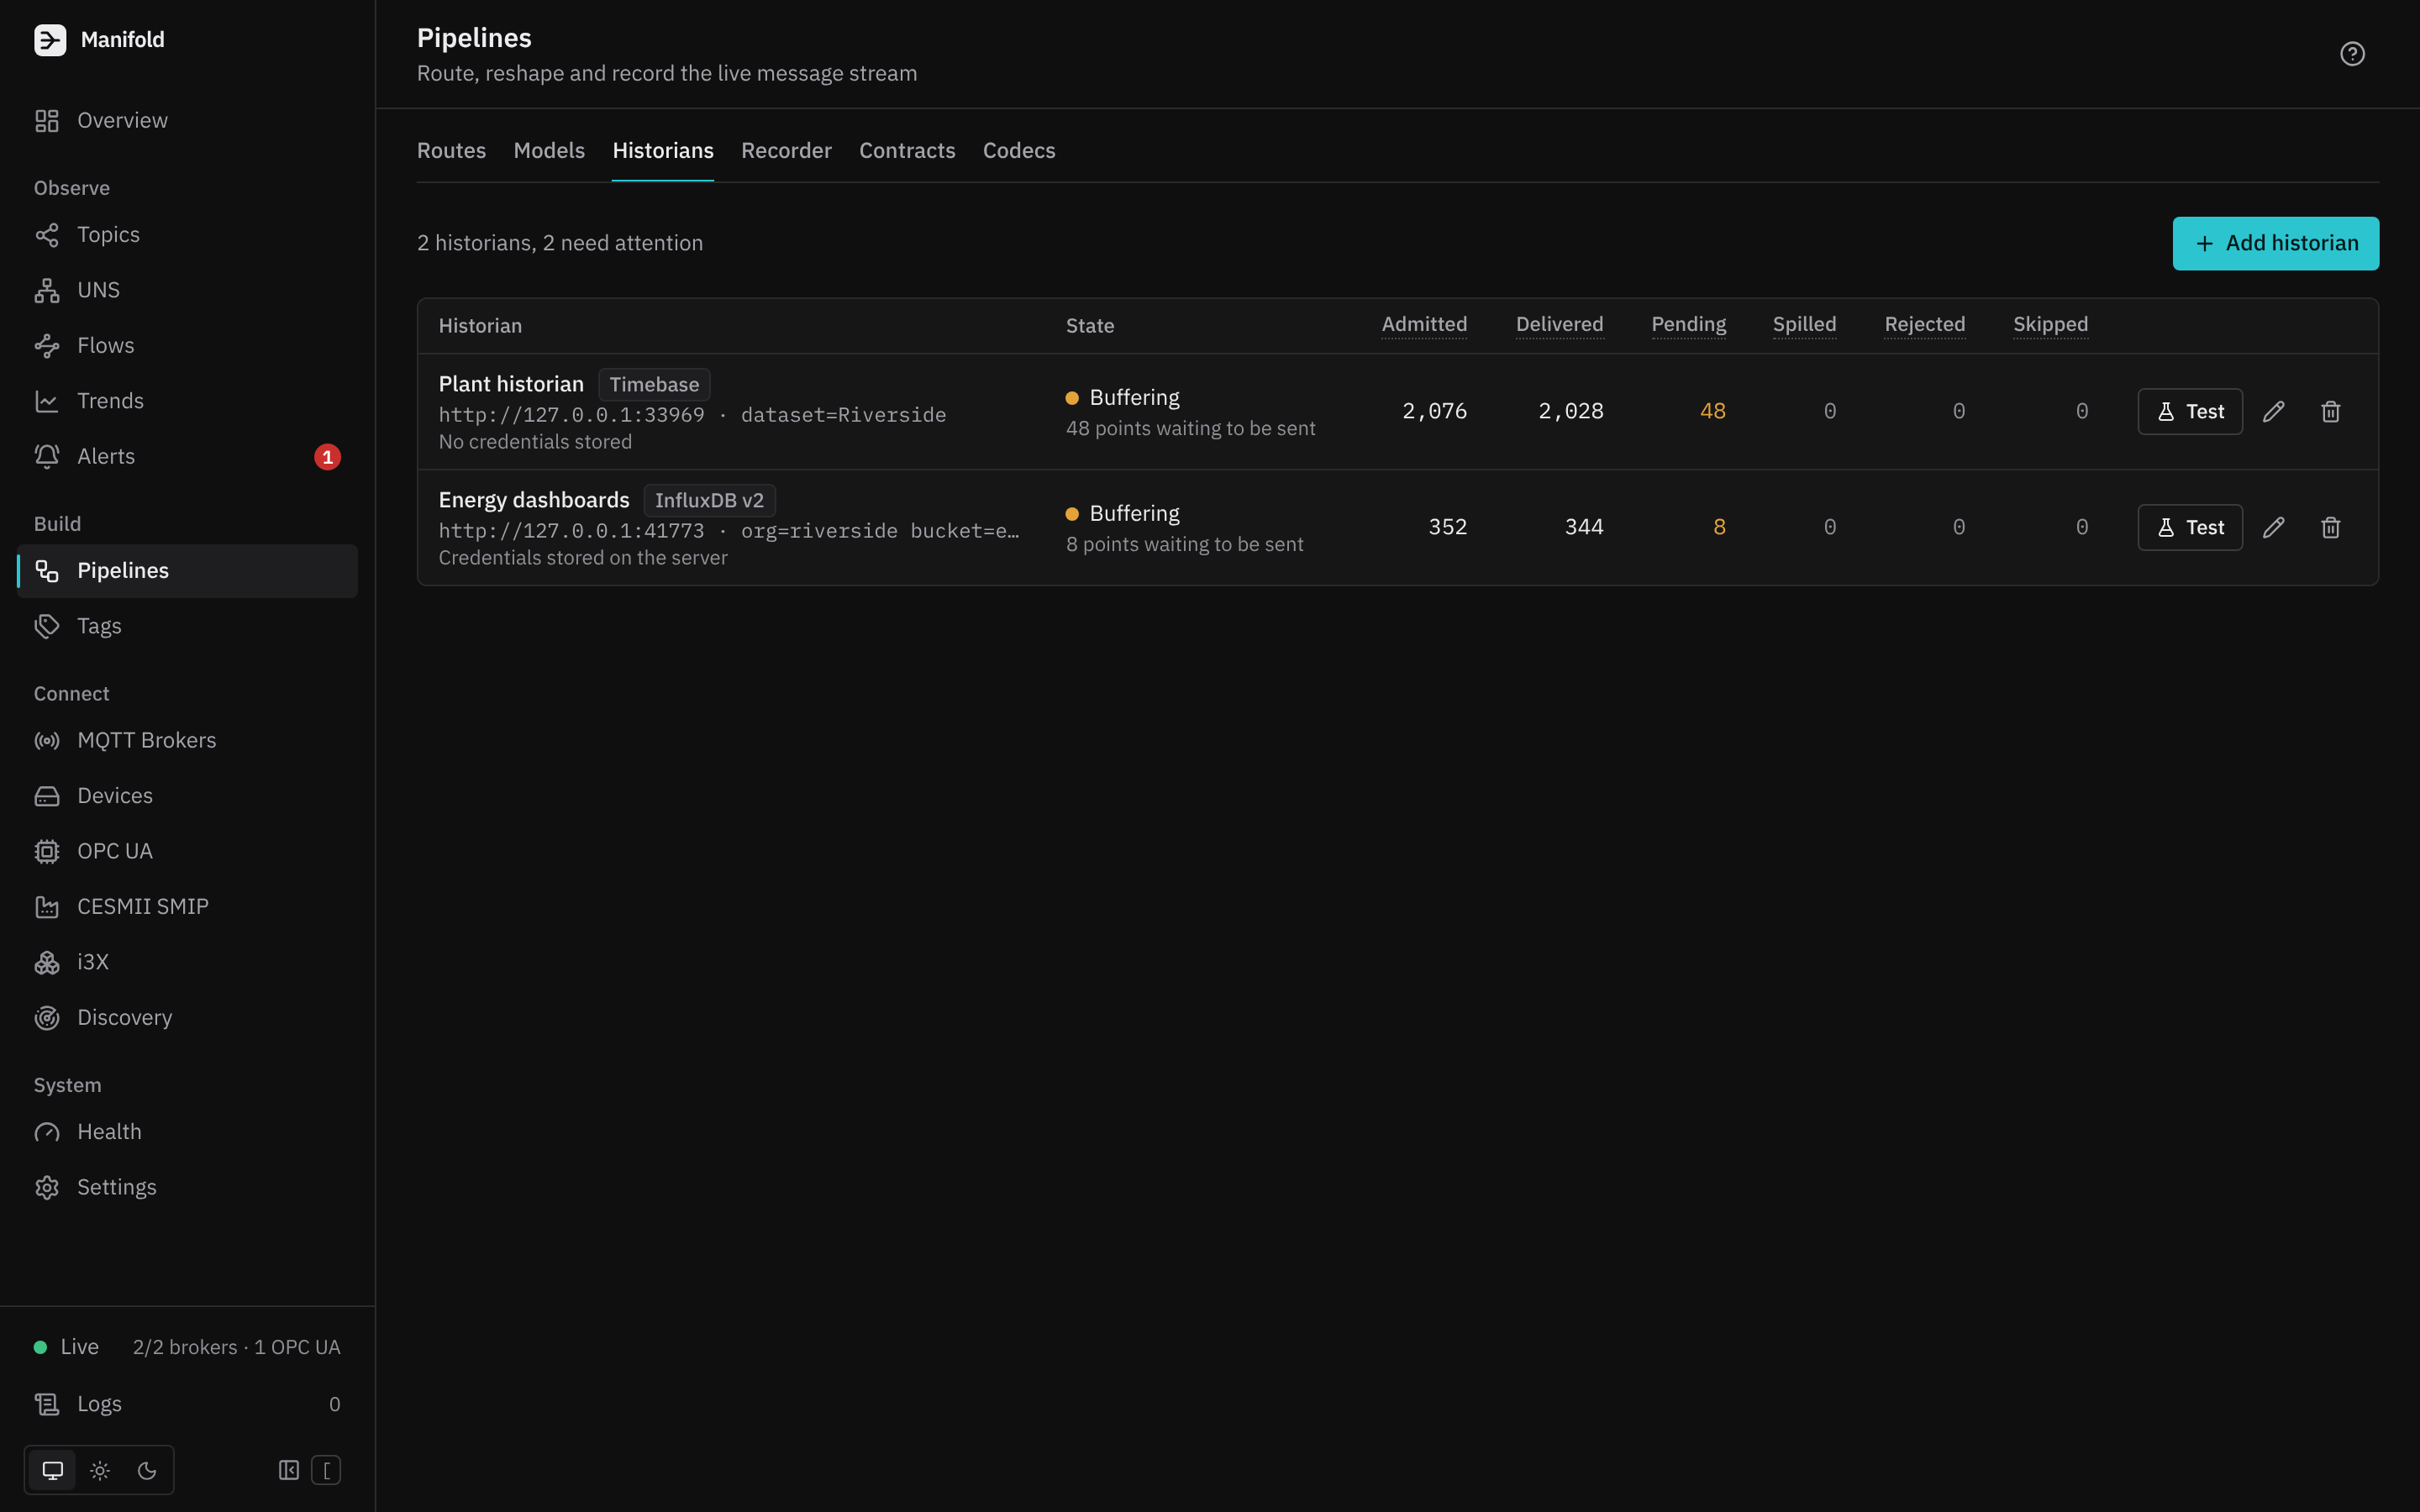 Manifold
Overview
Observe
Topics
UNS
Flows
Trends
Alerts 1
Build
Pipelines
Tags
Connect
MQTT Brokers
Devices
OPC UA
CESMII SMIP
i3X
Discovery
System
Health
Settings
Live 2/2 brokers · 1 OPC UA
Logs 0
[
Pipelines
Route, reshape and record the live message stream
Routes Models Historians Recorder Contracts Codecs
2 historians, 2 need attention
+ Add historian
Historian State Admitted Delivered Pending Spilled Rejected Skipped
Plant historian Timebase
http://127.0.0.1:33969 · dataset=Riverside
No credentials stored
Buffering
48 points waiting to be sent
2,076 2,028 48 0 0 0 Test
Energy dashboards InfluxDB v2
http://127.0.0.1:41773 · org=riverside bucket=e…
Credentials stored on the server
Buffering
8 points waiting to be sent
352 344 8 0 0 0 Test